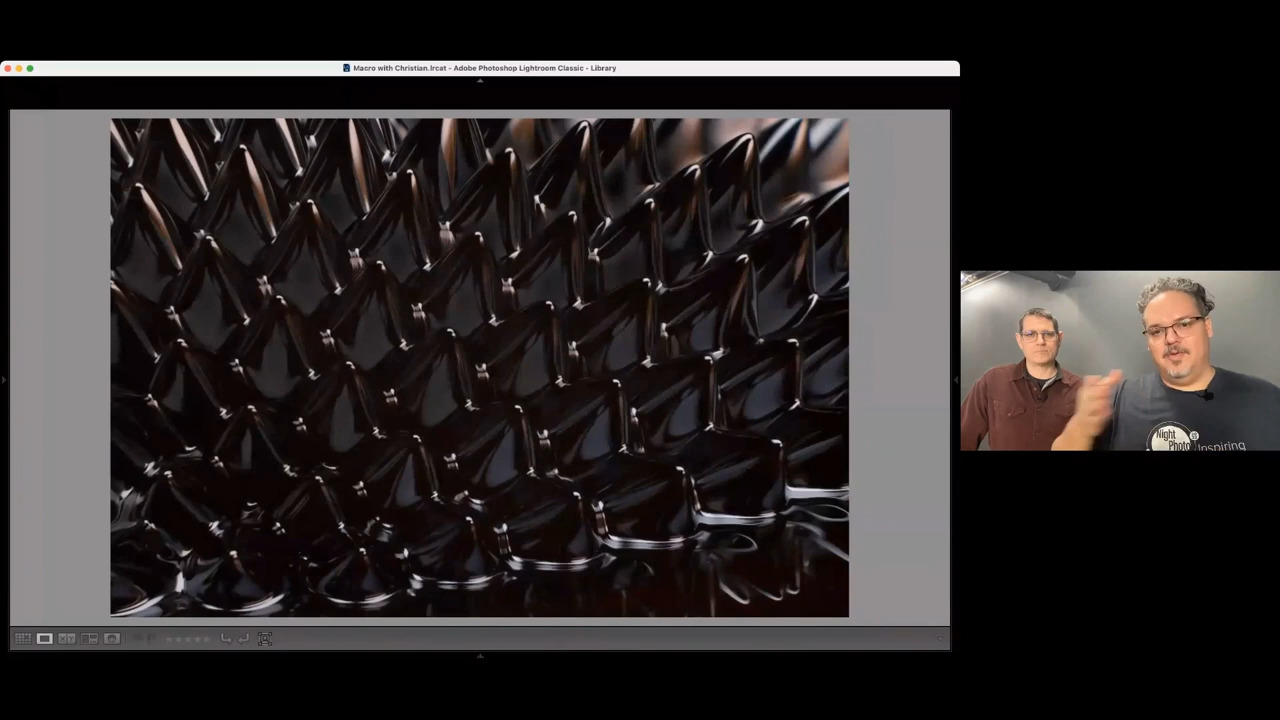 Macro with Christian.lrcat - Adobe Photoshop Lightroom Classic - Library
Night
Photo
Inspiring